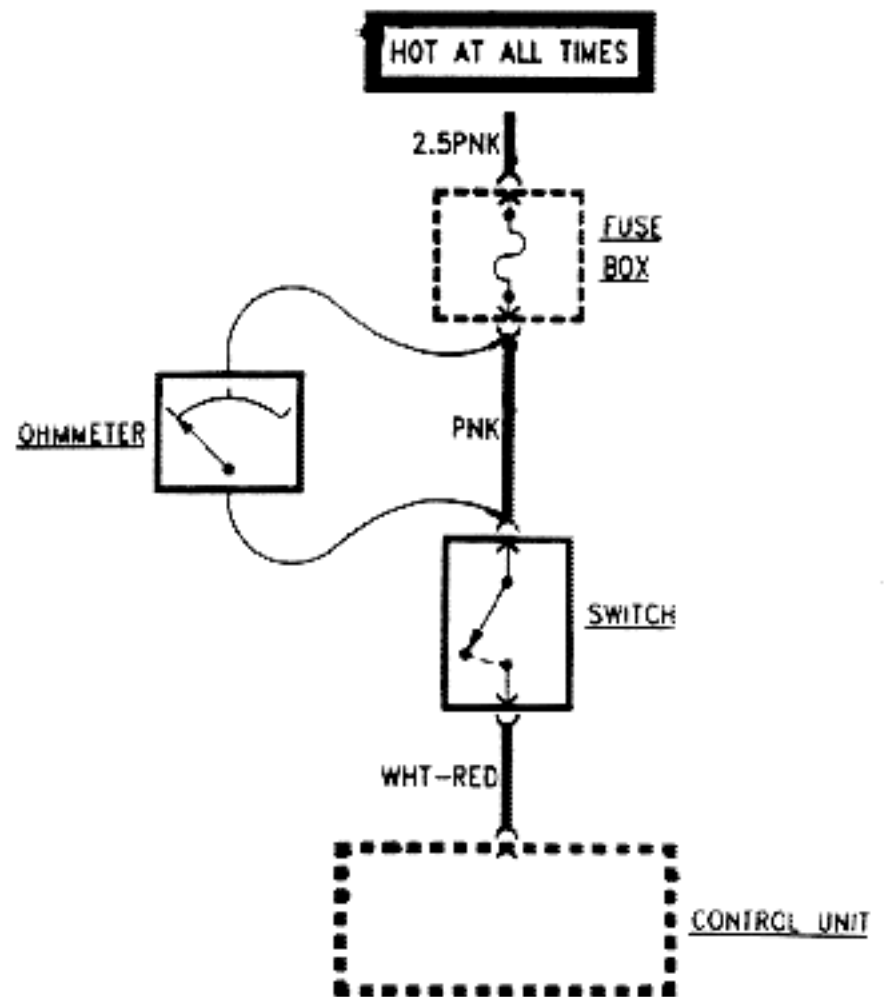 HOT AT ALL TIMES
2.5PNK
FUSE
BOX
OHMMETER
PNK
SWITCH
WHT-RED
CONTROL UNIT